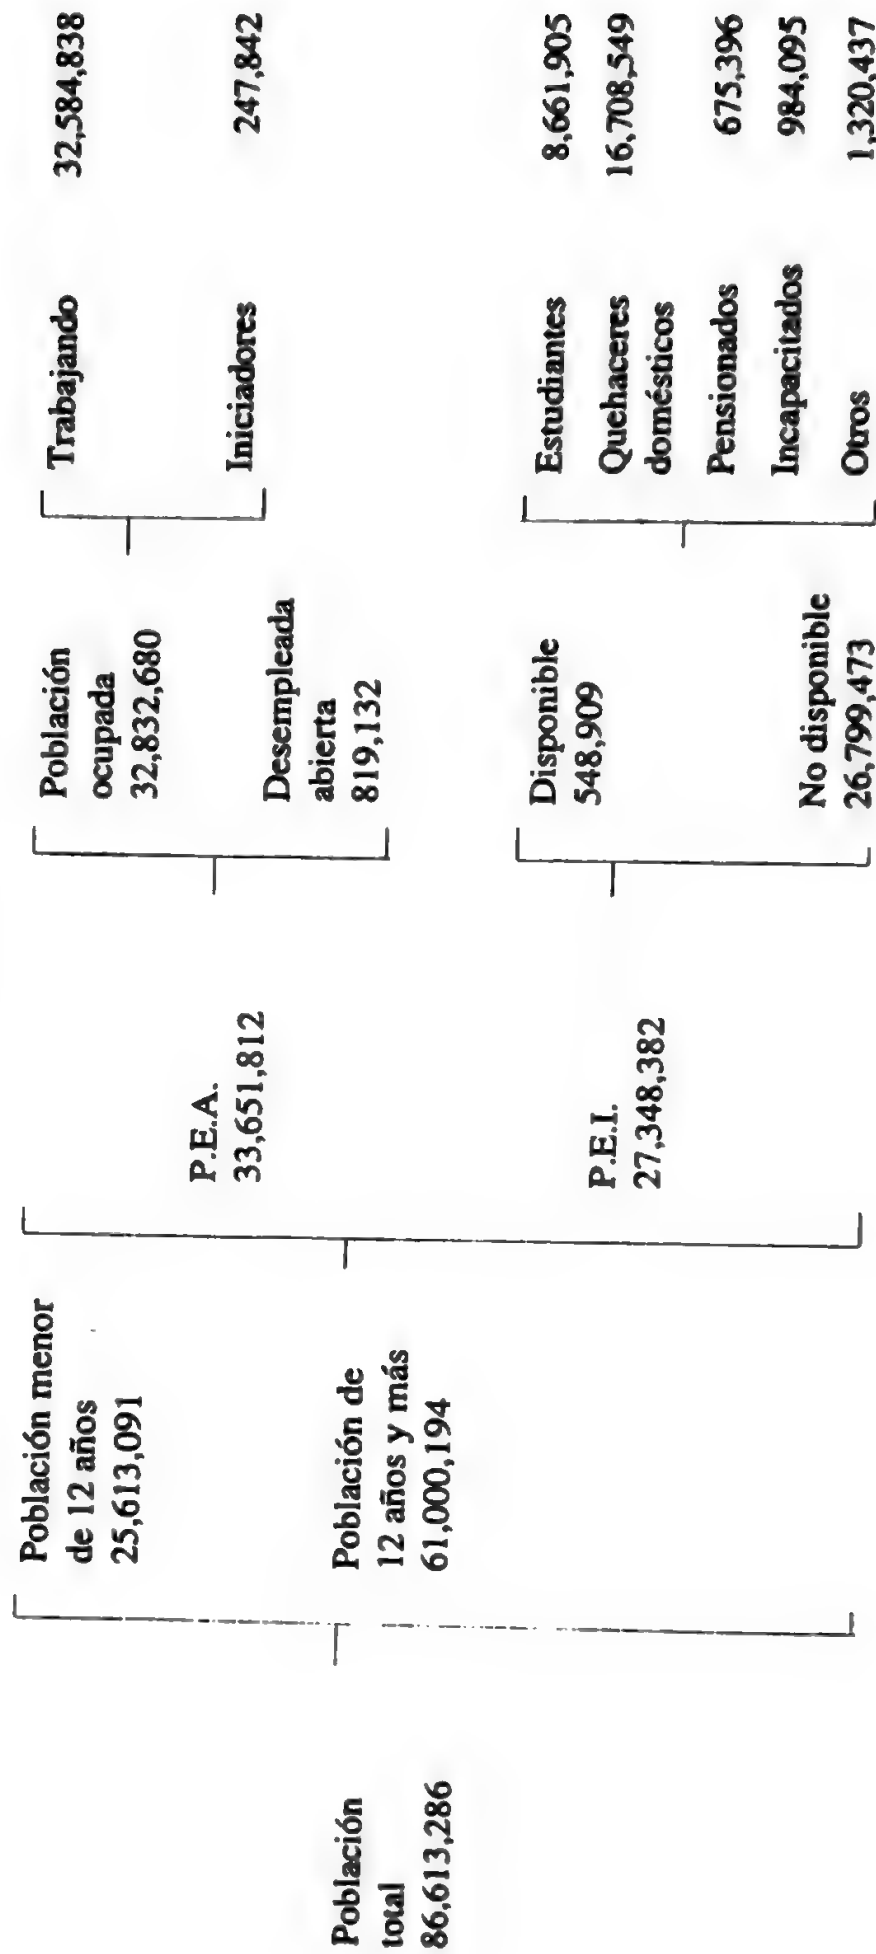 Población
total
86,613,286
Población menor
de 12 años
25,613,091
Población de
12 años y más
61,000,194
P.E.A.
33,651,812
P.E.I.
27,348,382
Población
ocupada
32,832,680
Desempleada
abierta
819,132
Disponible
548,909
No disponible
26,799,473
Trabajando 32,584,838
Iniciadores 247,842
Estudiantes 8,661,905
Quehaceres 16,708,549
domésticos
Pensionados 675,396
Incapacitados 984,095
Otros 1,320,437